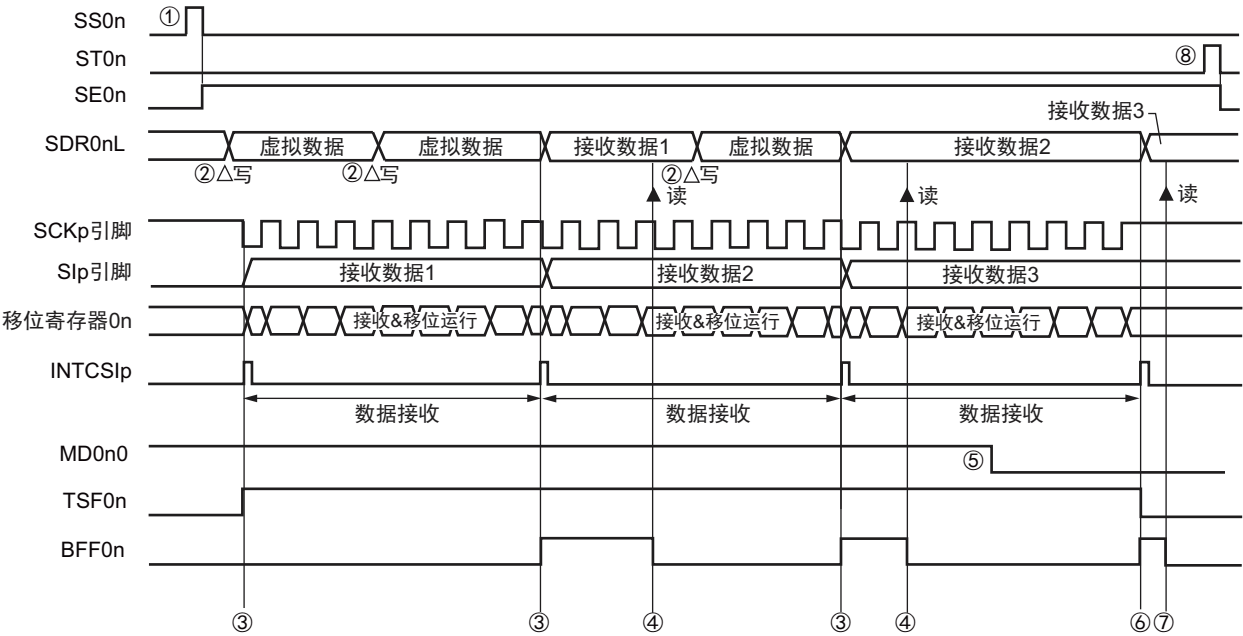 SS0n ①
ST0n ⑧
SE0n
接收数据3
SDR0nL 虚拟数据 虚拟数据 接收数据1 虚拟数据 接收数据2
②△写 ②△写 ②△写
▲读 ▲读 ▲读
SCKp引脚
SIp引脚 接收数据1 接收数据2 接收数据3
移位寄存器0n 接收&移位运行 接收&移位运行 接收&移位运行
INTCSIp
数据接收 数据接收 数据接收
MD0n0 ⑤
TSF0n
BFF0n
③ ③ ④ ③ ④ ⑥ ⑦